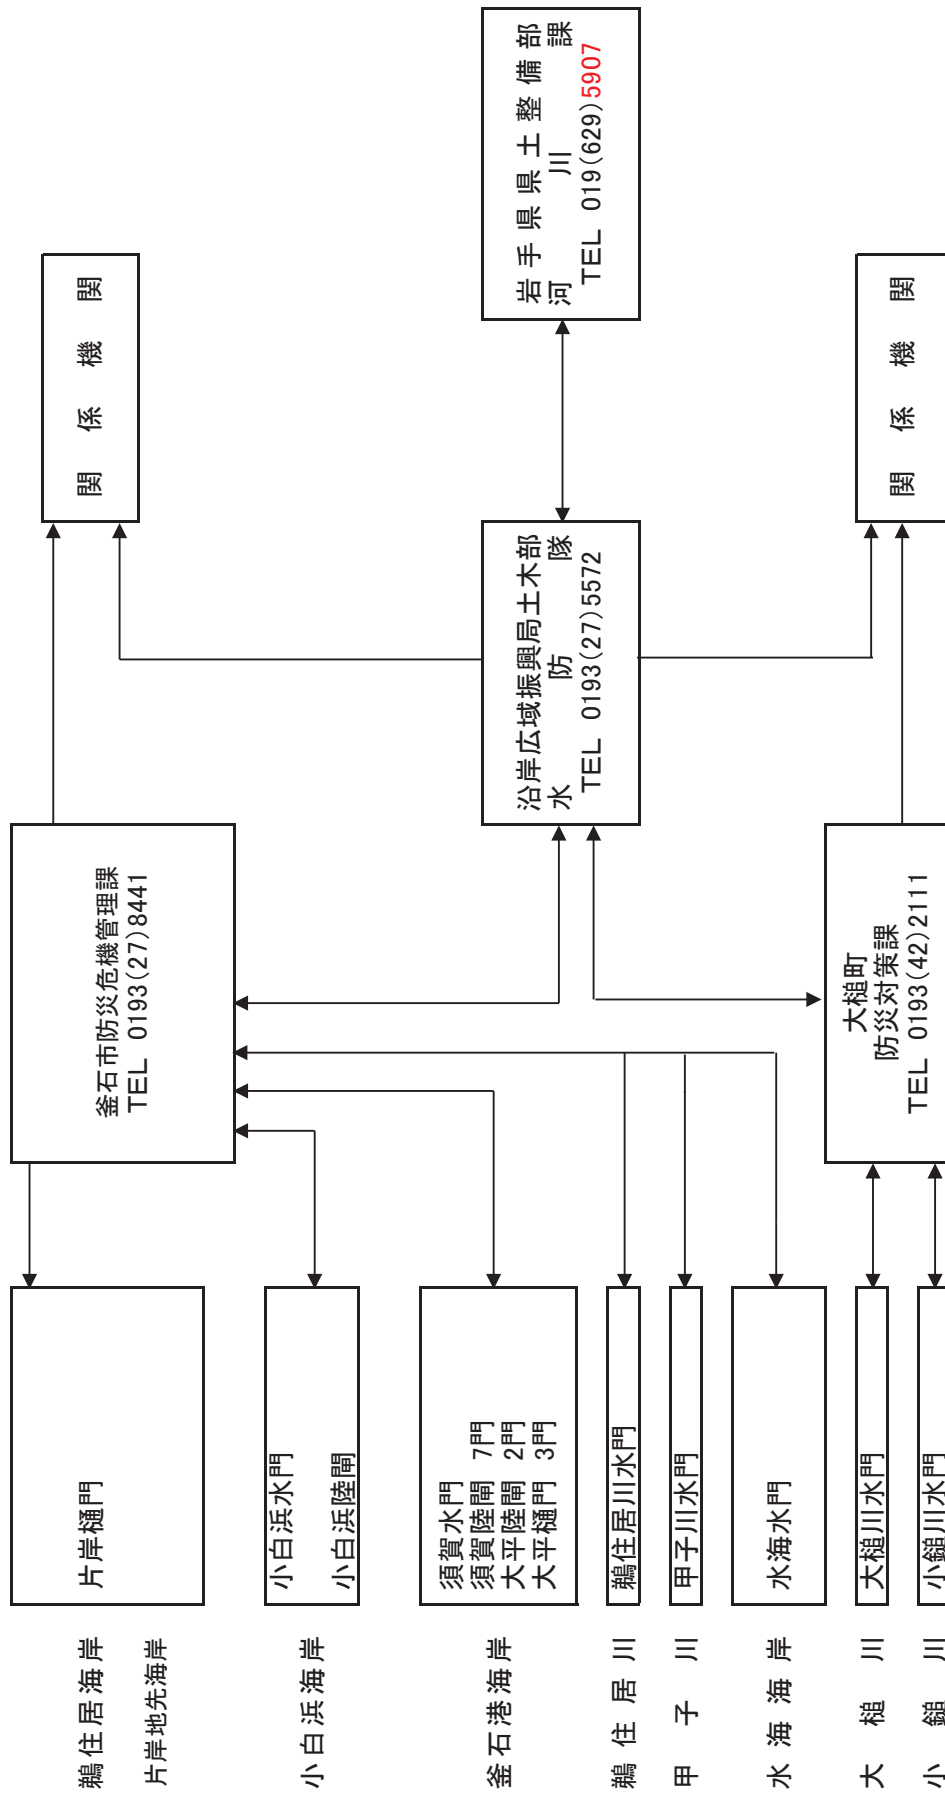 鵜住居海岸
片岸地先海岸
片岸樋門
小白浜海岸
小白浜水門
小白浜陸閘
釜石港海岸
須賀水門
須賀陸閘 7門
大平陸閘 2門
大平樋門 3門
鵜住居川
鵜住居川水門
甲子川
甲子川水門
水海海岸
水海水門
大槌川
大槌川水門
小鎚川
小鎚川水門
釜石市防災危機管理課
TEL 0193(27)8441
大槌町
防災対策課
TEL 0193(42)2111
沿岸広域振興局土木部
水防隊
TEL 0193(27)5572
関係機関
関係機関
岩手県県土整備部
河川課
TEL 019(629)5907